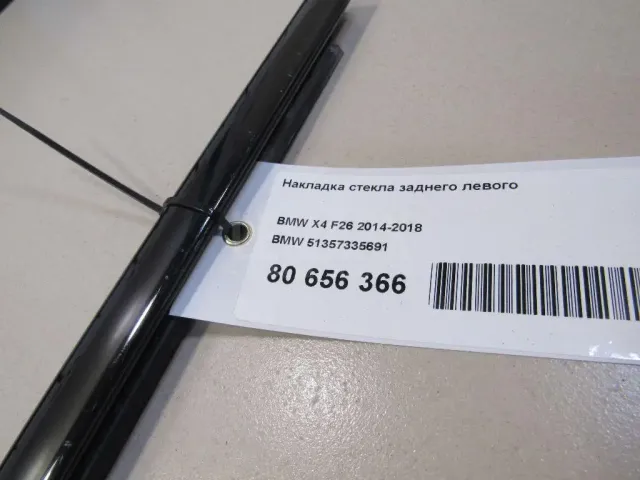 Накладка стекла заднего левого
BMW X4 F26 2014-2018
BMW 51357335691
80 656 366